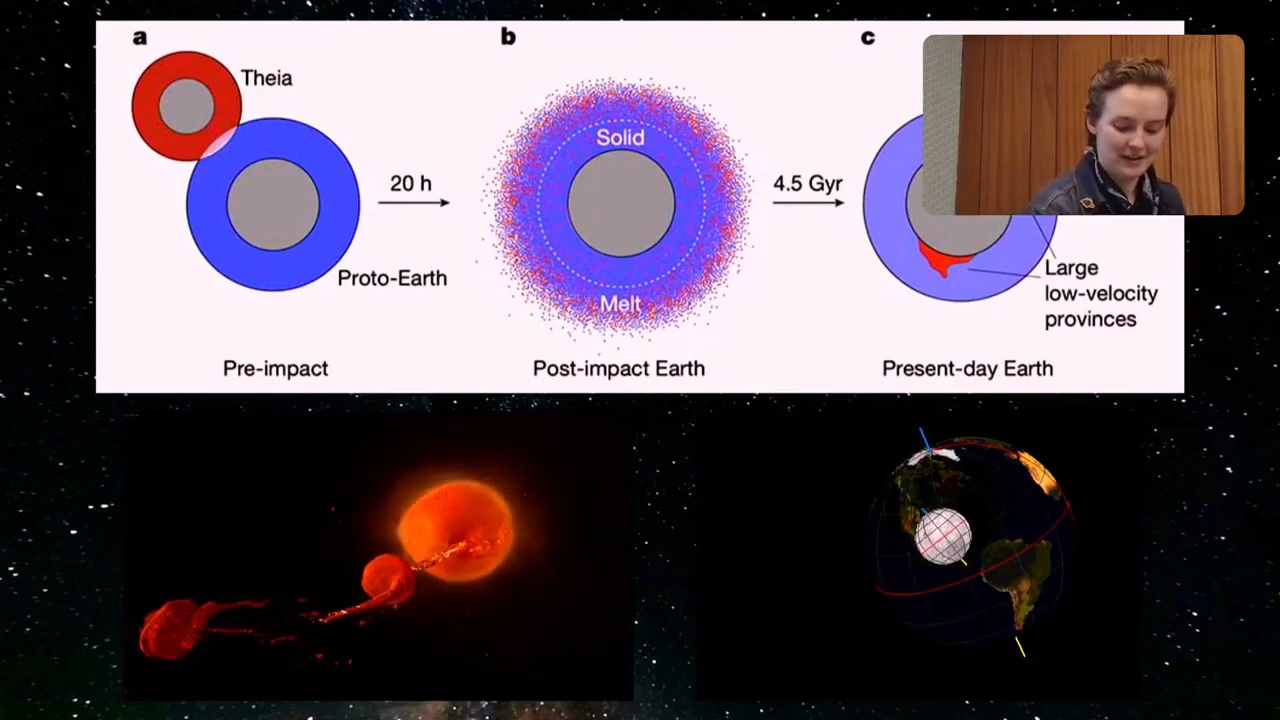 a
b
c
Theia
Solid
20 h
4.5 Gyr
Proto-Earth
Melt
Large
low-velocity
provinces
Pre-impact
Post-impact Earth
Present-day Earth